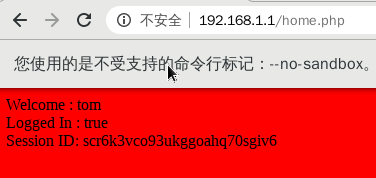 不安全 192.168.1.1/home.php
您使用的是不受支持的命令行标记：--no-sandbox。
Welcome : tom
Logged In : true
Session ID: scr6k3vco93ukggoahq70sgiv6